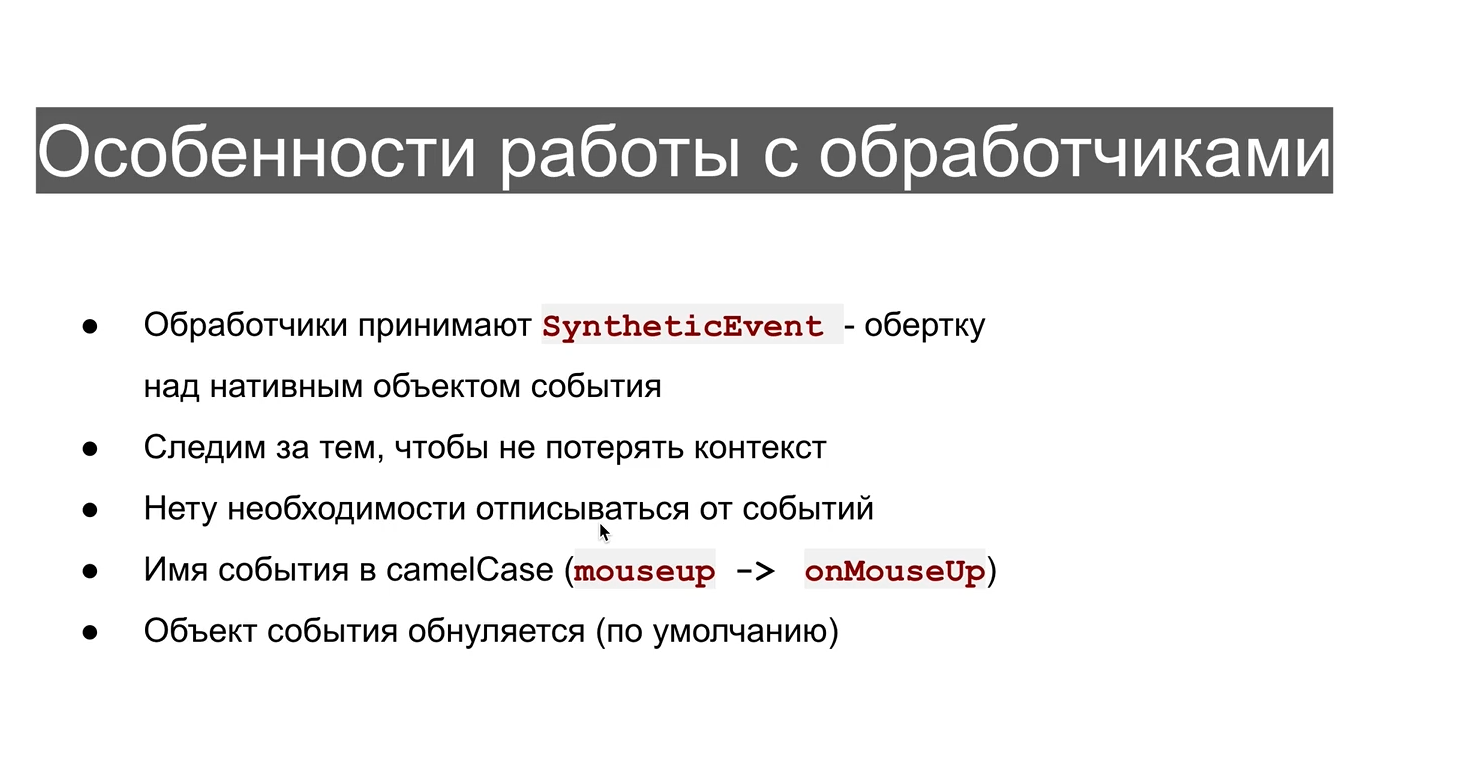 Особенности работы с обработчиками
● Обработчики принимают SyntheticEvent - обертку
над нативным объектом события
● Следим за тем, чтобы не потерять контекст
● Нету необходимости отписываться от событий
● Имя события в camelCase (mouseup -> onMouseUp)
● Объект события обнуляется (по умолчанию)